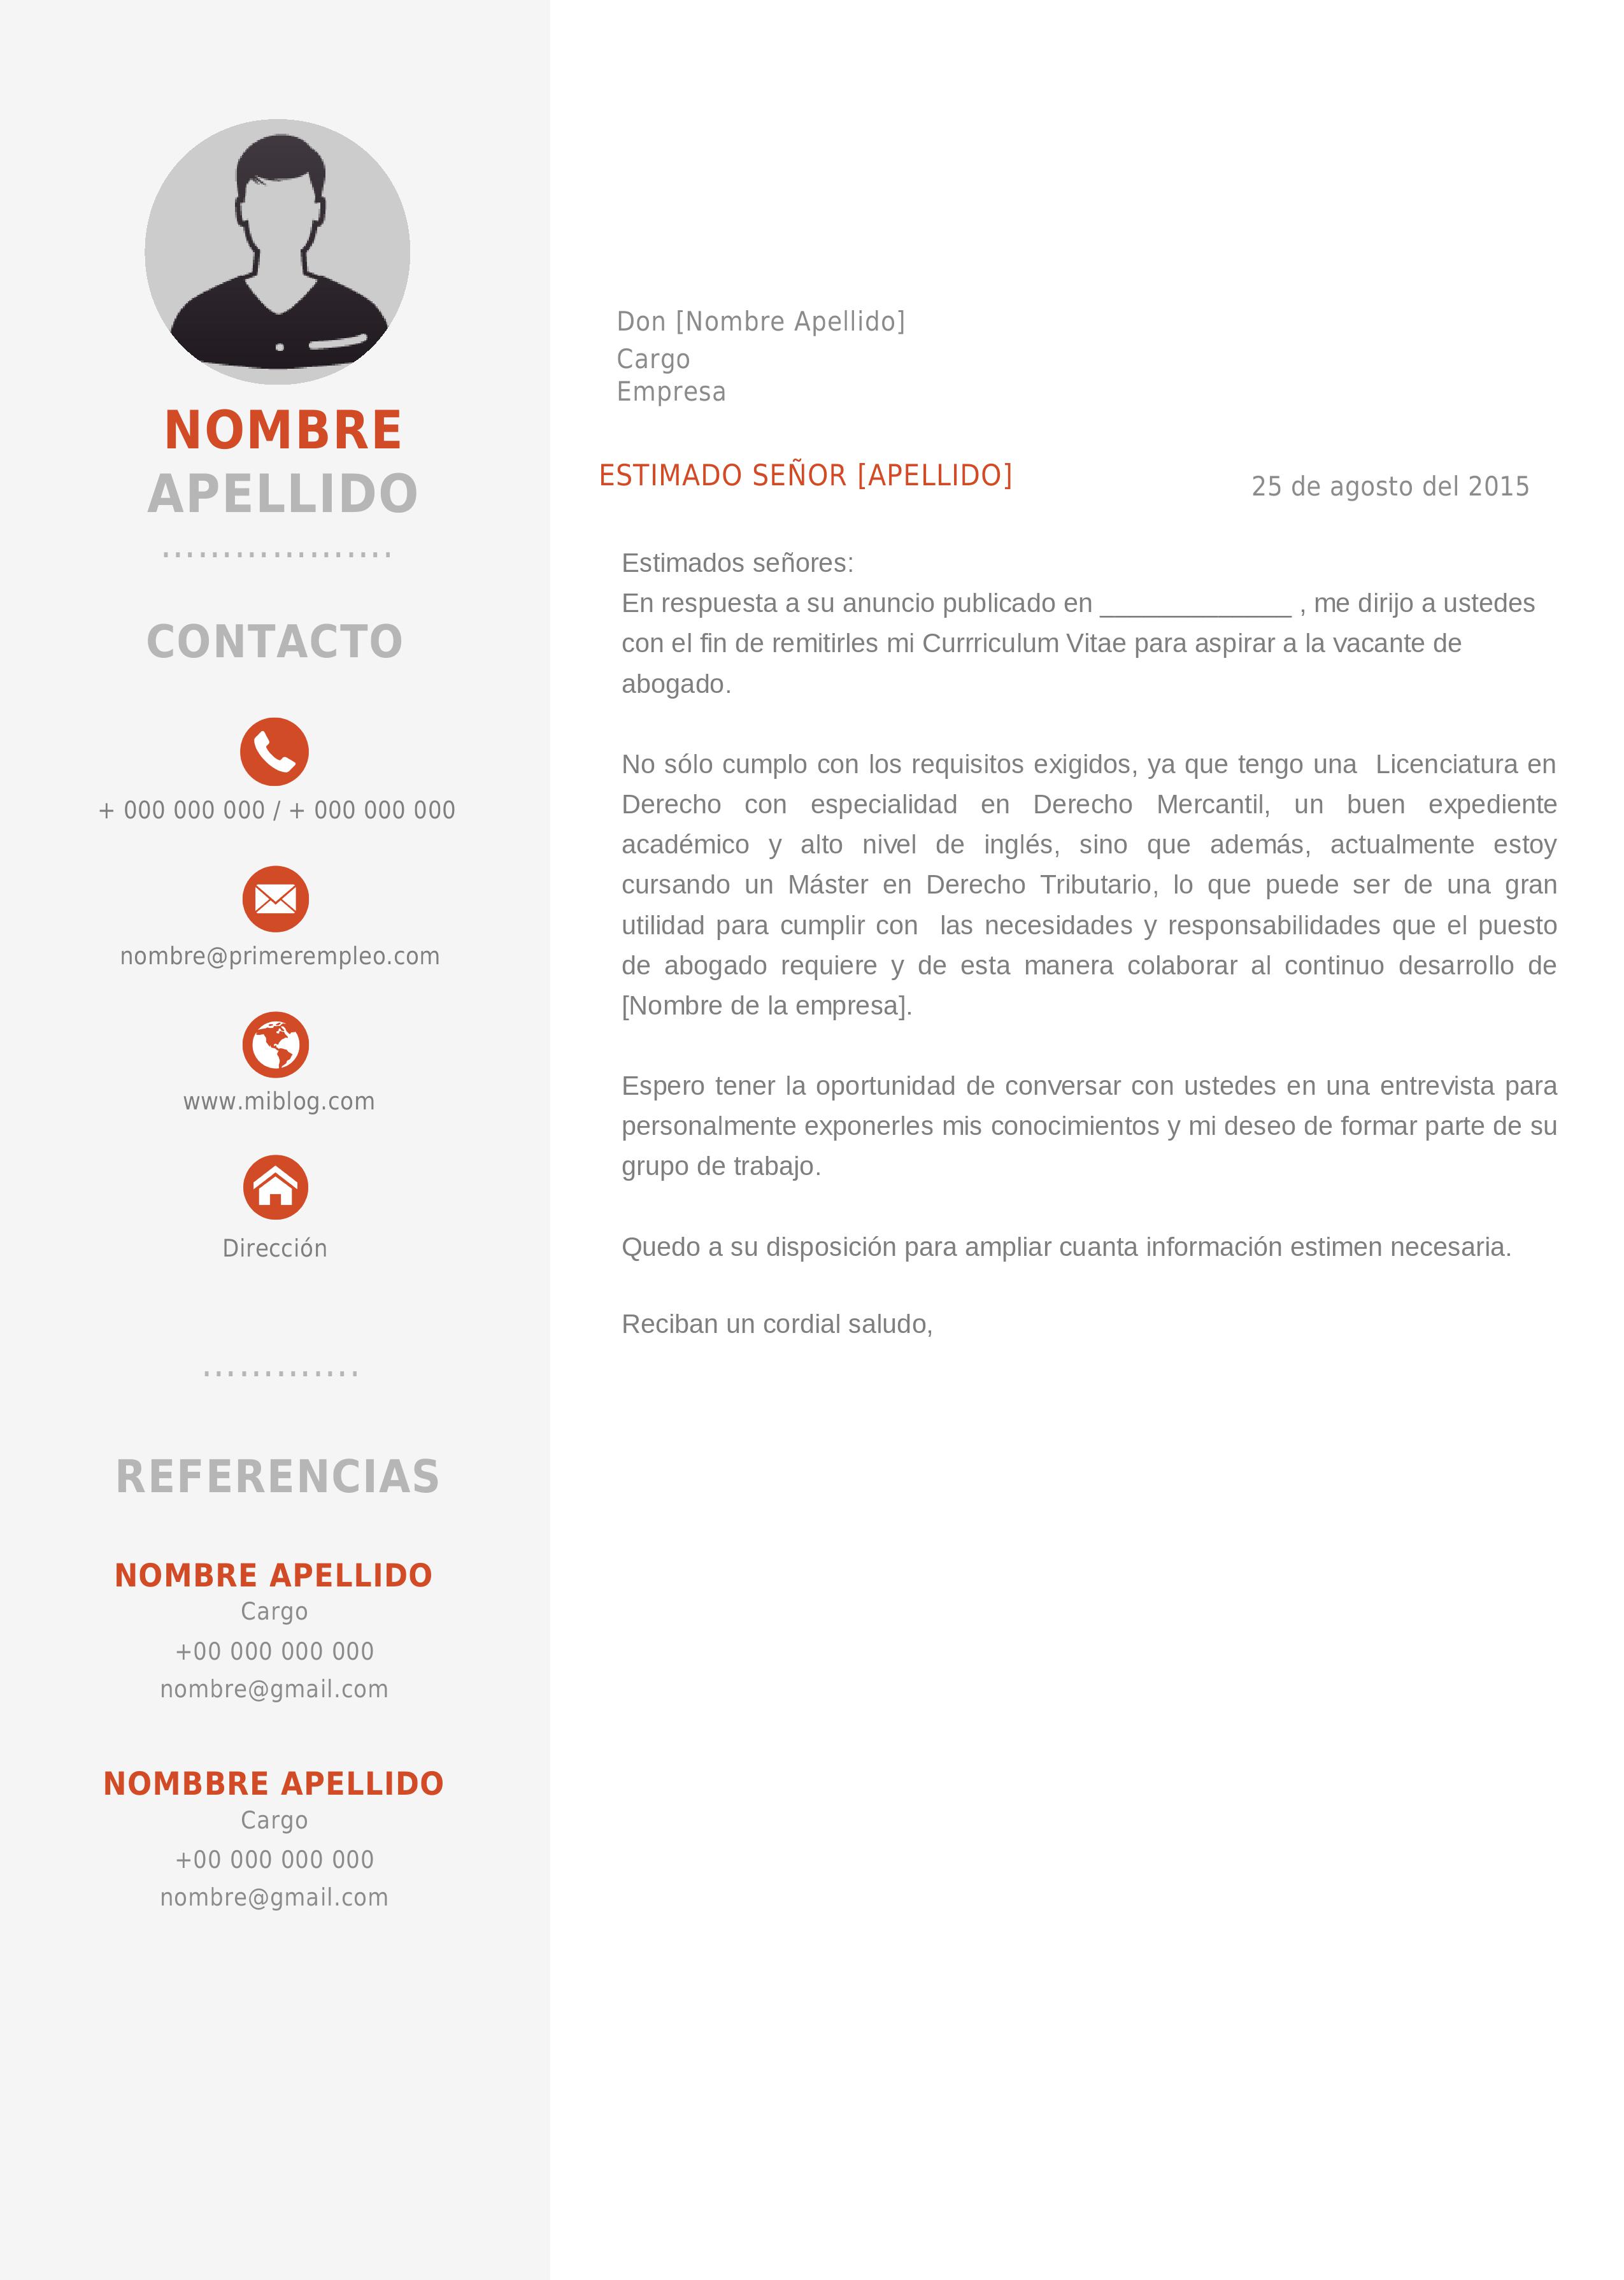 NOMBRE
APELLIDO
...................
CONTACTO
+ 000 000 000 / + 000 000 000
nombre@primerempleo.com
www.miblog.com
Dirección
.............
REFERENCIAS
NOMBRE APELLIDO
Cargo
+00 000 000 000
nombre@gmail.com
NOMBBRE APELLIDO
Cargo
+00 000 000 000
nombre@gmail.com
Don [Nombre Apellido]
Cargo
Empresa
ESTIMADO SEÑOR [APELLIDO]
25 de agosto del 2015
Estimados señores:
En respuesta a su anuncio publicado en _____________ , me dirijo a ustedes
con el fin de remitirles mi Currriculum Vitae para aspirar a la vacante de
abogado.
No sólo cumplo con los requisitos exigidos, ya que tengo una  Licenciatura en
Derecho con especialidad en Derecho Mercantil, un buen expediente
académico y alto nivel de inglés, sino que además, actualmente estoy
cursando un Máster en Derecho Tributario, lo que puede ser de una gran
utilidad para cumplir con  las necesidades y responsabilidades que el puesto
de abogado requiere y de esta manera colaborar al continuo desarrollo de
[Nombre de la empresa].
Espero tener la oportunidad de conversar con ustedes en una entrevista para
personalmente exponerles mis conocimientos y mi deseo de formar parte de su
grupo de trabajo.
Quedo a su disposición para ampliar cuanta información estimen necesaria.
Reciban un cordial saludo,